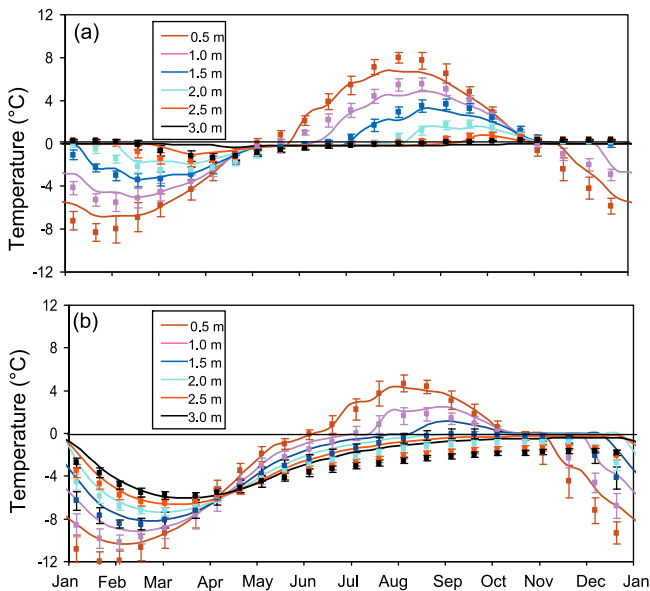 12
(a)
8
4
0
-4
-8
-12
Temperature (°C)
0.5 m
1.0 m
1.5 m
2.0 m
2.5 m
3.0 m
12
(b)
8
4
0
-4
-8
-12
Temperature (°C)
0.5 m
1.0 m
1.5 m
2.0 m
2.5 m
3.0 m
Jan Feb Mar Apr May Jun Jul Aug Sep Oct Nov Dec Jan